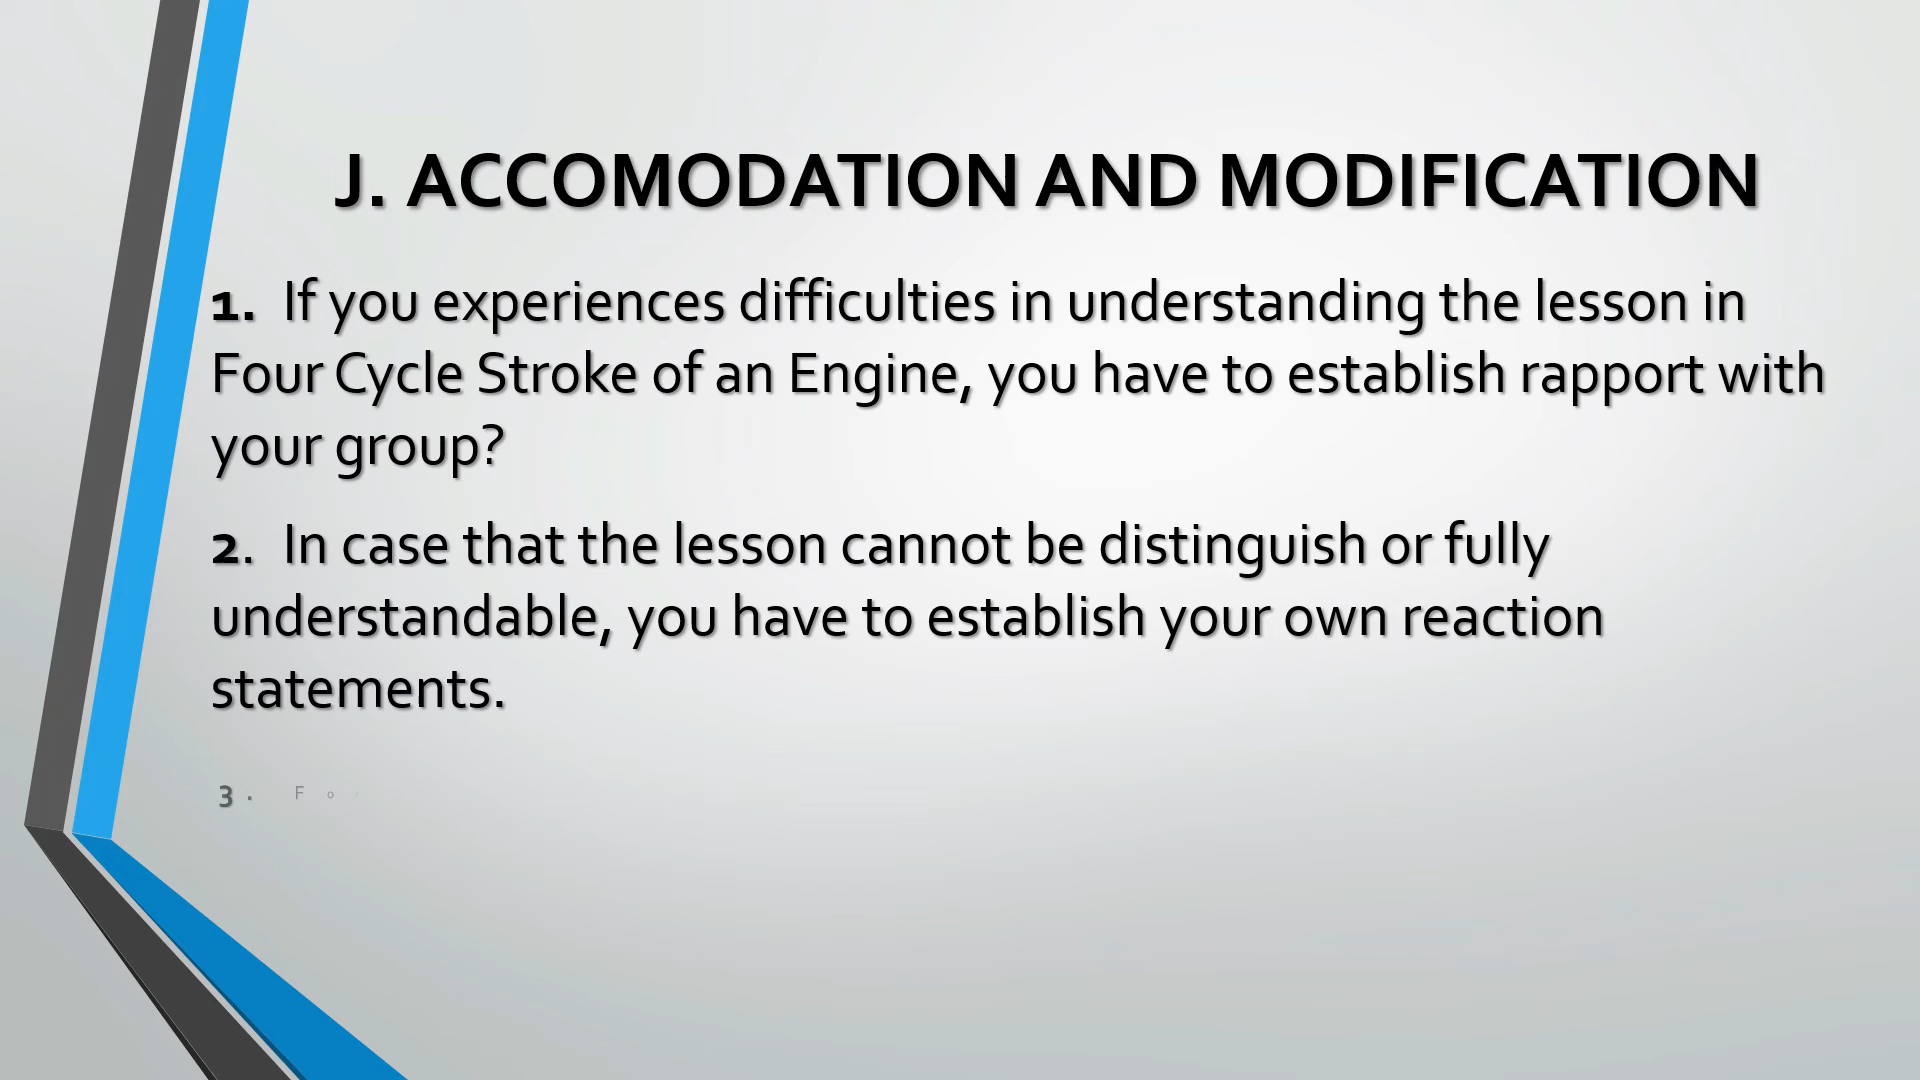 J. ACCOMODATION AND MODIFICATION
1. If you experiences difficulties in understanding the lesson in
Four Cycle Stroke of an Engine, you have to establish rapport with
your group?
2. In case that the lesson cannot be distinguish or fully
understandable, you have to establish your own reaction
statements.
3. Fo